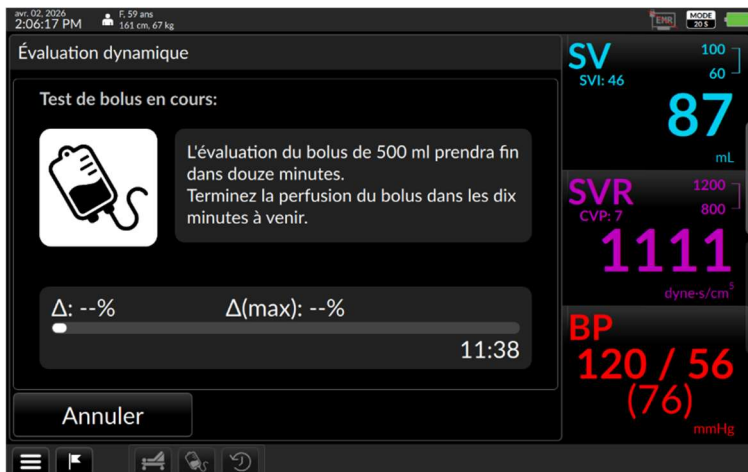 avr. 02, 2026
2:06:17 PM
F, 59 ans
161 cm, 67 kg
EMR
MODE
20 S
Évaluation dynamique
Test de bolus en cours:
L'évaluation du bolus de 500 ml prendra fin
dans douze minutes.
Terminez la perfusion du bolus dans les dix
minutes à venir.
Δ: --%
Δ(max): --%
11:38
Annuler
SV
SVI: 46
100
60
87
mL
SVR
CVP: 7
1200
800
1111
dyne·s/cm⁵
BP
120 / 56
(76)
mmHg